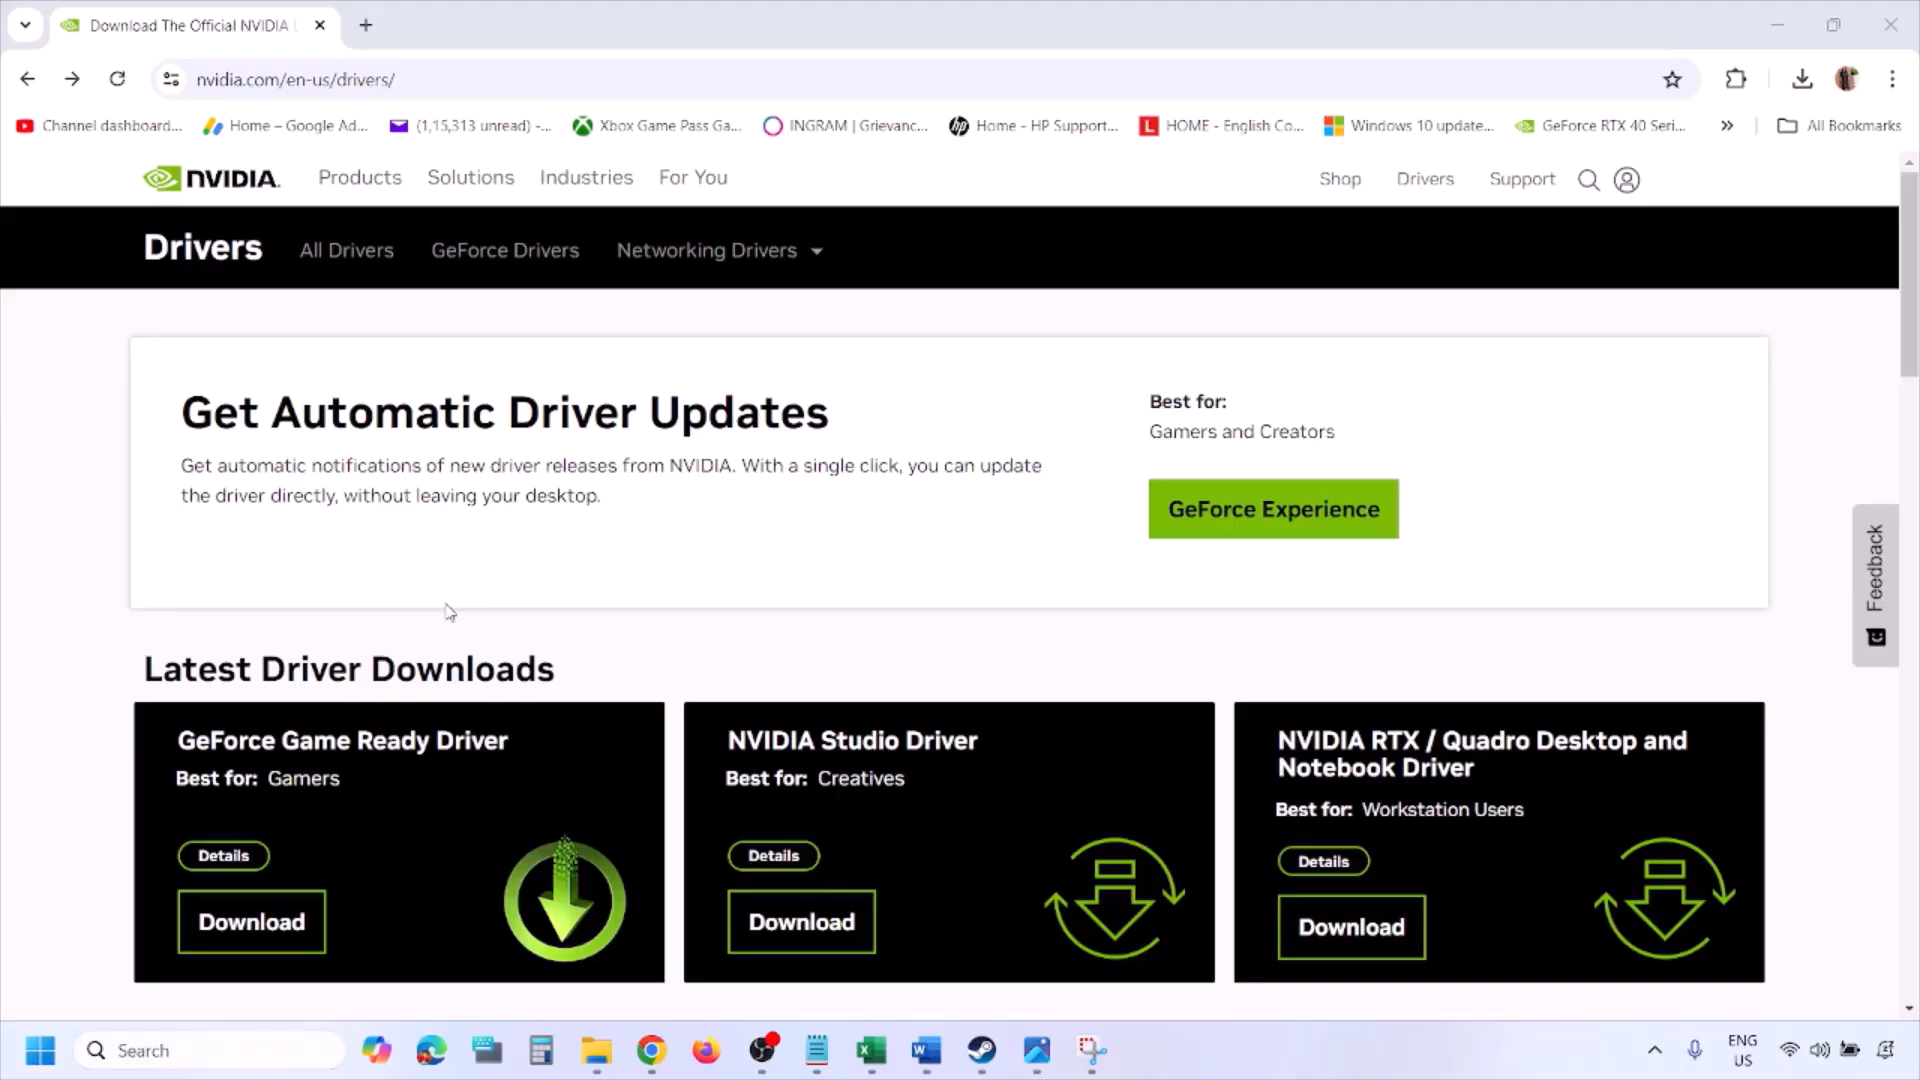 Download The Official NVIDIA
nvidia.com/en-us/drivers/
Channel dashboard... Home – Google Ad... (1,15,313 unread) -... Xbox Game Pass Ga... INGRAM | Grievanc... Home - HP Support... HOME - English Co... Windows 10 update... GeForce RTX 40 Seri... » All Bookmarks
NVIDIA. Products Solutions Industries For You Shop Drivers Support
Drivers All Drivers GeForce Drivers Networking Drivers
Get Automatic Driver Updates
Get automatic notifications of new driver releases from NVIDIA. With a single click, you can update
the driver directly, without leaving your desktop.
Best for:
Gamers and Creators
GeForce Experience
Feedback
Latest Driver Downloads
GeForce Game Ready Driver
Best for: Gamers
Details
Download
NVIDIA Studio Driver
Best for: Creatives
Details
Download
NVIDIA RTX / Quadro Desktop and
Notebook Driver
Best for: Workstation Users
Details
Download
Search
ENG
US